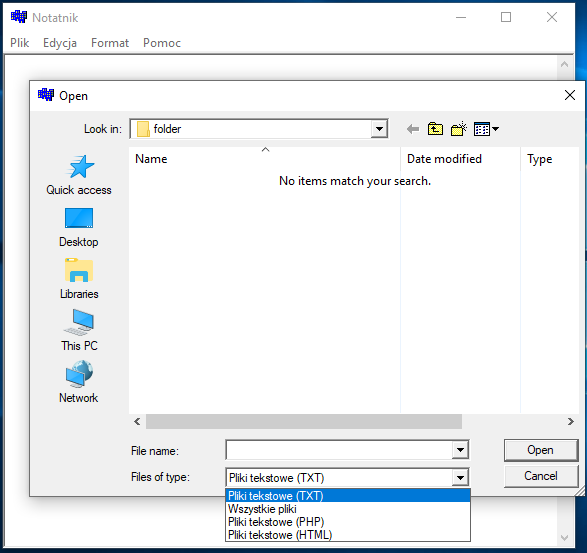 Notatnik
Plik Edycja Format Pomoc
Open
Look in: folder
Name Date modified Type
No items match your search.
Quick access
Desktop
Libraries
This PC
Network
File name: Open
Files of type: Pliki tekstowe (TXT) Cancel
Pliki tekstowe (TXT)
Wszystkie pliki
Pliki tekstowe (PHP)
Pliki tekstowe (HTML)